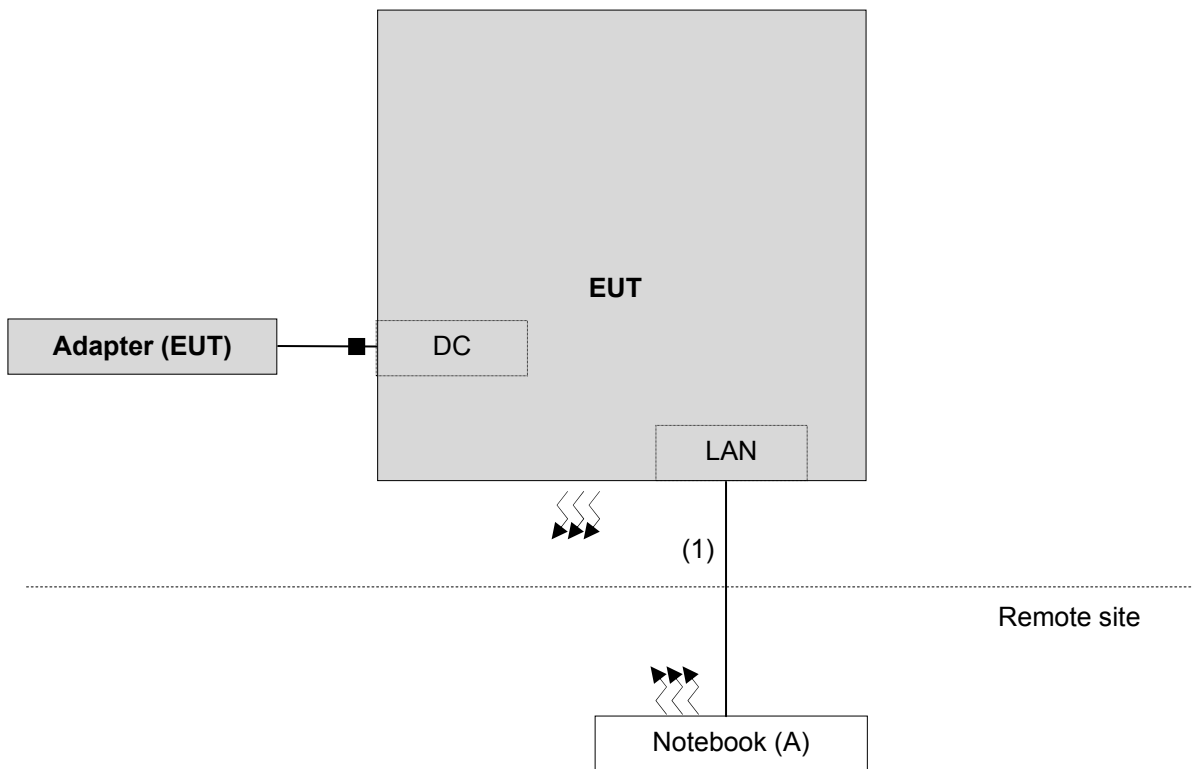 EUT
Adapter (EUT)
DC
LAN
(1)
Remote site
Notebook (A)